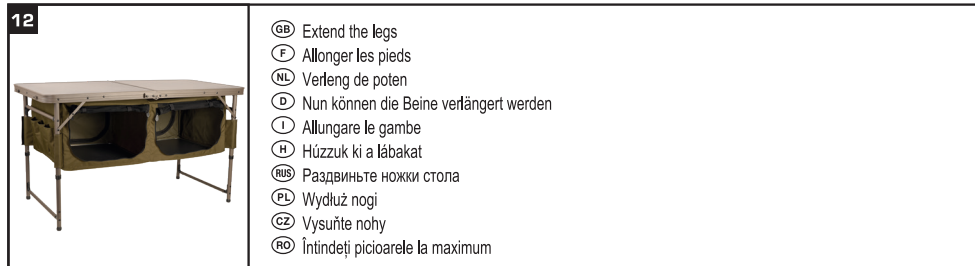 12
GB Extend the legs
F Allonger les pieds
NL Verleng de poten
D Nun können die Beine verlängert werden
I Allungare le gambe
H Húzzuk ki a lábakat
RUS Раздвиньте ножки стола
PL Wydłuż nogi
CZ Vysuňte nohy
RO Întindeți picioarele la maximum